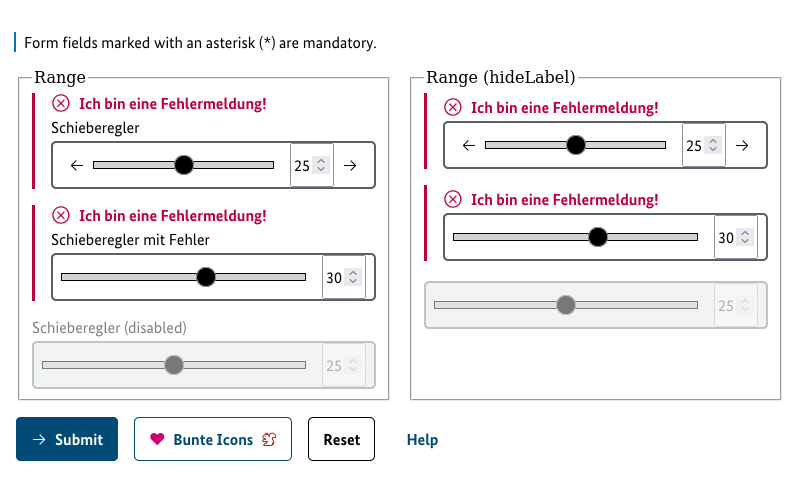 Form fields marked with an asterisk (*) are mandatory.
Range
Ich bin eine Fehlermeldung!
Schieberegler
25
Ich bin eine Fehlermeldung!
Schieberegler mit Fehler
30
Schieberegler (disabled)
25
Range (hideLabel)
Ich bin eine Fehlermeldung!
25
Ich bin eine Fehlermeldung!
30
25
Submit
Bunte Icons
Reset
Help